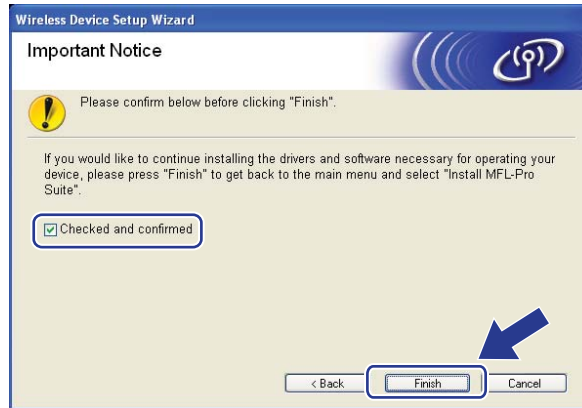 Wireless Device Setup Wizard
Important Notice
Please confirm below before clicking "Finish".
If you would like to continue installing the drivers and software necessary for operating your
device, please press "Finish" to get back to the main menu and select "Install MFL-Pro
Suite".
Checked and confirmed
< Back Finish Cancel